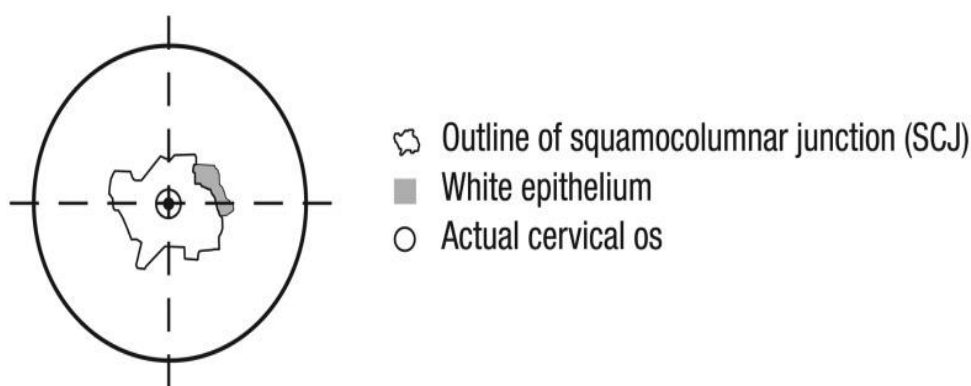 Outline of squamocolumnar junction (SCJ)
White epithelium
Actual cervical os